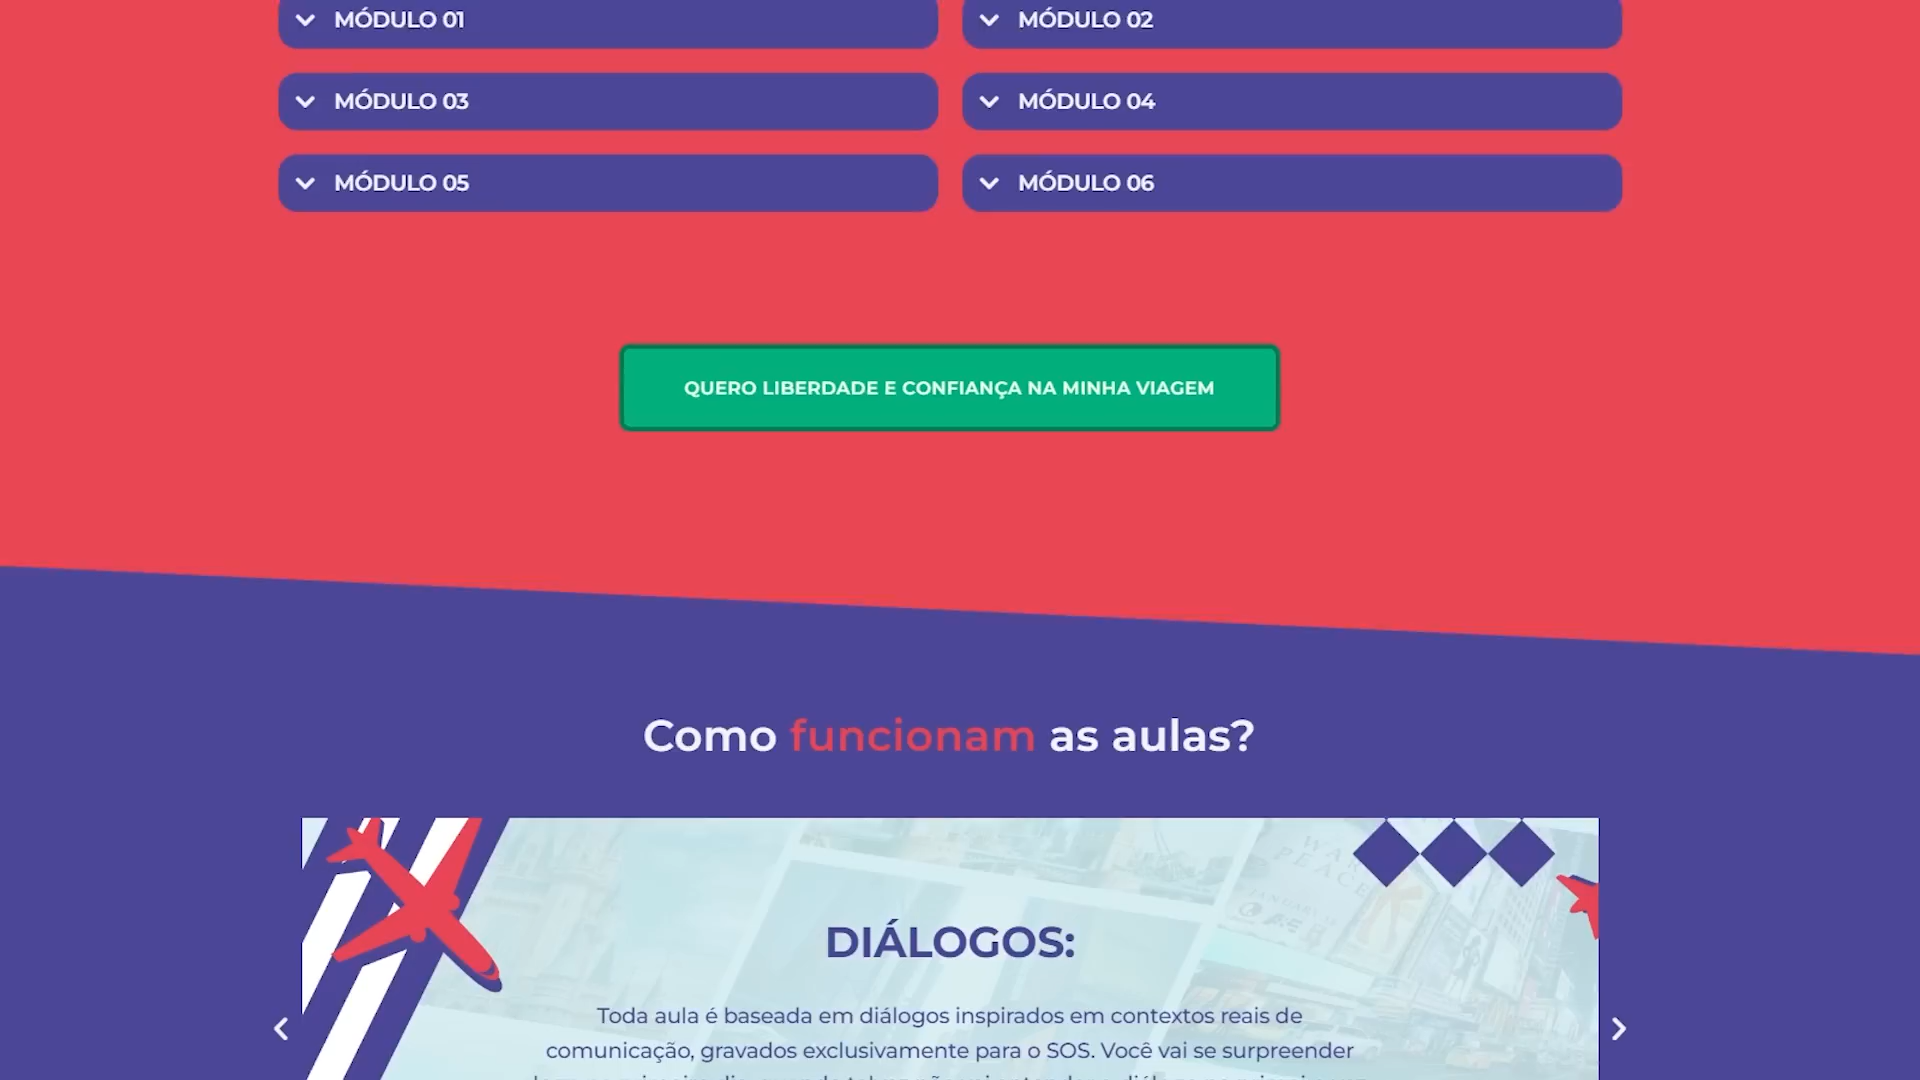 MÓDULO 01
MÓDULO 02
MÓDULO 03
MÓDULO 04
MÓDULO 05
MÓDULO 06
QUERO LIBERDADE E CONFIANÇA NA MINHA VIAGEM
Como funcionam as aulas?
WAR
PEACE
DIÁLOGOS:
Toda aula é baseada em diálogos inspirados em contextos reais de
comunicação, gravados exclusivamente para o SOS. Você vai se surpreender